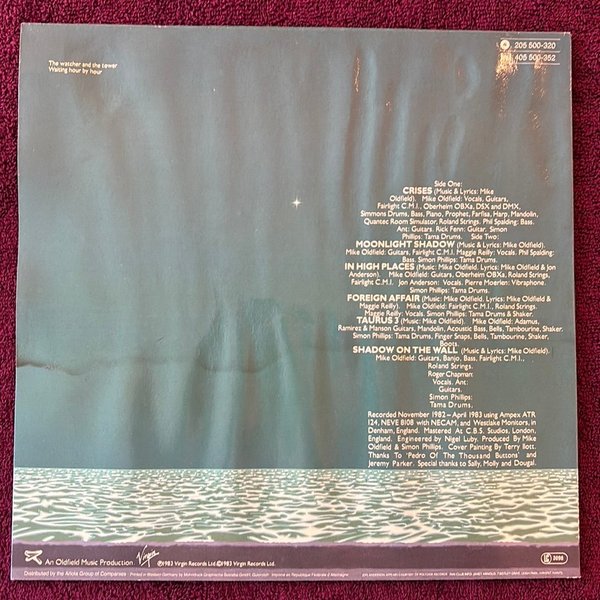 205 500-320
405 500-352
The watcher and the tower
Waiting hour by hour
Side One:
CRISES (Music & Lyrics: Mike
Oldfield). Mike Oldfield: Vocals, Guitars,
Fairlight C.M.I., Oberheim OBXa, DSX and DMX,
Simmons Drums, Bass, Piano, Prophet, Farfisa, Harp, Mandolin,
Quantec Room Simulator, Roland Strings. Phil Spalding: Bass.
Ant: Guitars. Rick Fenn: Guitar. Simon
Phillips: Tama Drums. Side Two:
MOONLIGHT SHADOW (Music & Lyrics: Mike Oldfield).
Mike Oldfield: Guitars, Fairlight C.M.I. Maggie Reilly: Vocals. Phil Spalding:
Bass. Simon Phillips: Tama Drums.
IN HIGH PLACES (Music: Mike Oldfield. Lyrics: Mike Oldfield & Jon
Anderson). Mike Oldfield: Guitars, Oberheim OBXa, Roland Strings,
Fairlight C.M.I. Jon Anderson: Vocals. Pierre Moerlen: Vibraphone.
Simon Phillips: Tama Drums.
FOREIGN AFFAIR (Music: Mike Oldfield. Lyrics: Mike Oldfield &
Maggie Reilly). Mike Oldfield: Fairlight C.M.I., Roland Strings.
Maggie Reilly: Vocals. Simon Phillips: Tama Drums & Shaker.
TAURUS 3 (Music: Mike Oldfield). Mike Oldfield: Adamus,
Ramirez & Manson Guitars, Mandolin, Acoustic Bass, Bells, Tambourine, Shaker.
Simon Phillips: Tama Drums, Finger Snaps, Bells, Tambourine, Shaker,
Boots.
SHADOW ON THE WALL (Music & Lyrics: Mike Oldfield).
Mike Oldfield: Guitars, Banjo, Bass, Fairlight C.M.I.,
Roland Strings.
Roger Chapman:
Vocals. Ant:
Guitars.
Simon Phillips:
Tama Drums.
Recorded November 1982–April 1983 using Ampex ATR
124, NEVE 8108 with NECAM, and Westlake Monitors, in
Denham, England. Mastered At C.B.S. Studios, London,
England. Engineered by Nigel Luby. Produced By Mike
Oldfield & Simon Phillips. Cover Painting By Terry Ilott.
Thanks To 'Pedro Of The Thousand Buttons' and
Jeremy Parker. Special thanks to Sally, Molly and Dougal.
An Oldfield Music Production Virgin ℗1983 Virgin Records Ltd. ©1983 Virgin Records Ltd.
Distributed by the Ariola Group of Companies